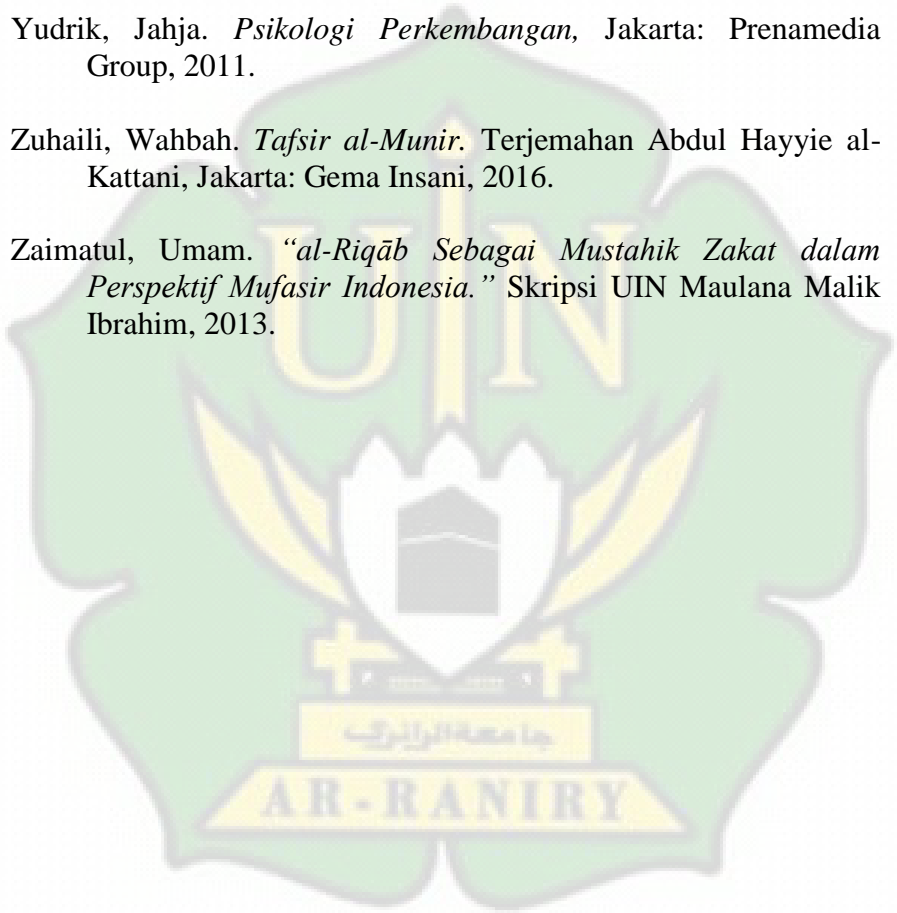 Yudrik, Jahja. Psikologi Perkembangan, Jakarta: Prenamedia
Group, 2011.
Zuhaili, Wahbah. Tafsir al-Munir. Terjemahan Abdul Hayyie al-
Kattani, Jakarta: Gema Insani, 2016.
Zaimatul, Umam. “al-Riqāb Sebagai Mustahik Zakat dalam
Perspektif Mufasir Indonesia.” Skripsi UIN Maulana Malik
Ibrahim, 2013.
UIN
جامعة الرانري
AR-RANIRY